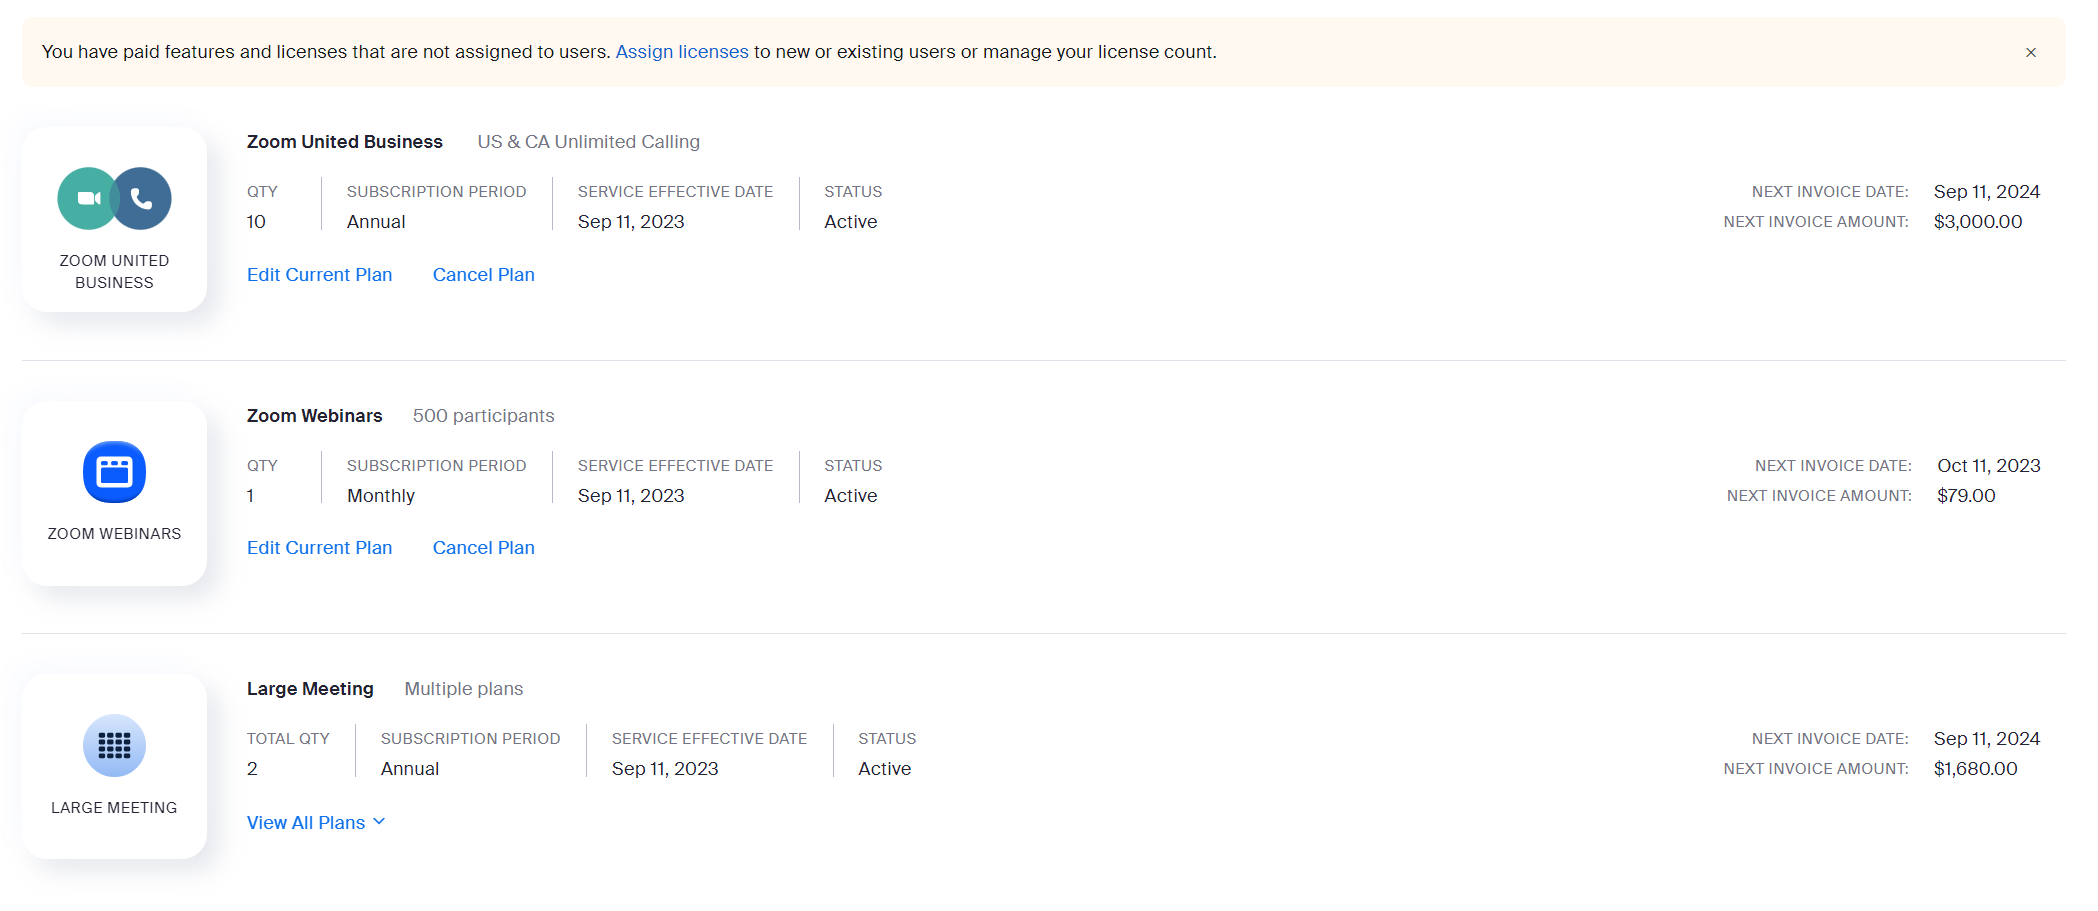 You have paid features and licenses that are not assigned to users. Assign licenses to new or existing users or manage your license count.
ZOOM UNITED
BUSINESS
Zoom United Business US & CA Unlimited Calling
QTY SUBSCRIPTION PERIOD SERVICE EFFECTIVE DATE STATUS NEXT INVOICE DATE: Sep 11, 2024
10 Annual Sep 11, 2023 Active NEXT INVOICE AMOUNT: $3,000.00
Edit Current Plan Cancel Plan
ZOOM WEBINARS
Zoom Webinars 500 participants
QTY SUBSCRIPTION PERIOD SERVICE EFFECTIVE DATE STATUS NEXT INVOICE DATE: Oct 11, 2023
1 Monthly Sep 11, 2023 Active NEXT INVOICE AMOUNT: $79.00
Edit Current Plan Cancel Plan
LARGE MEETING
Large Meeting Multiple plans
TOTAL QTY SUBSCRIPTION PERIOD SERVICE EFFECTIVE DATE STATUS NEXT INVOICE DATE: Sep 11, 2024
2 Annual Sep 11, 2023 Active NEXT INVOICE AMOUNT: $1,680.00
View All Plans